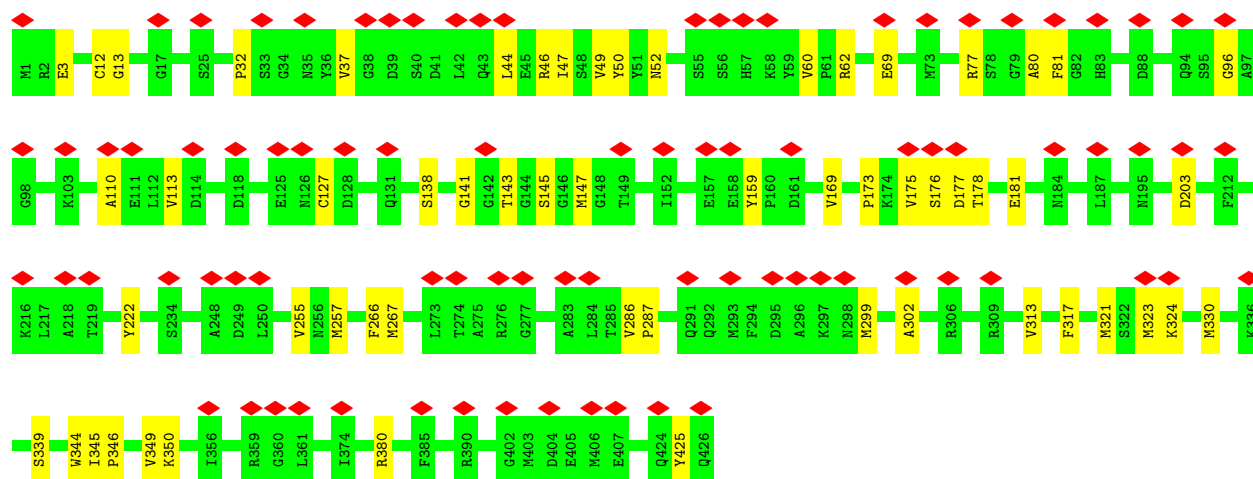 M1 R2 E3 C12 G13 G17 S25 P32 S33 G34 N35 Y36 V37 G38 D39 S40 D41 L42 Q43 L44 E45 R46 I47 S48 V49 Y50 Y51 N52 S55 S56 H57 K58 Y59 V60 P61 R62 E69 M73 R77 S78 G79 A80 F81 G82 H83 D88 Q94 S95 G96 A97
G98 K103 A110 E111 L112 V113 D114 D118 E125 N126 C127 D128 Q131 S138 G141 G142 T143 G144 S145 G146 M147 G148 T149 I152 E157 E158 Y159 P160 D161 V169 P173 K174 V175 S176 D177 T178 E181 N184 L187 N195 D203 F212
K216 L217 A218 T219 Y222 S234 A248 D249 L250 V255 N256 M257 F266 M267 L273 T274 A275 R276 G277 A283 L284 T285 V286 P287 Q291 Q292 M293 F294 D295 A296 K297 N298 M299 A302 R306 R309 V313 F317 M321 S322 M323 K324 M330 K336
S339 W344 I345 P346 V349 K350 I356 R359 G360 L361 I374 R380 F385 R390 G402 M403 D404 E405 M406 E407 Q424 Y425 Q426